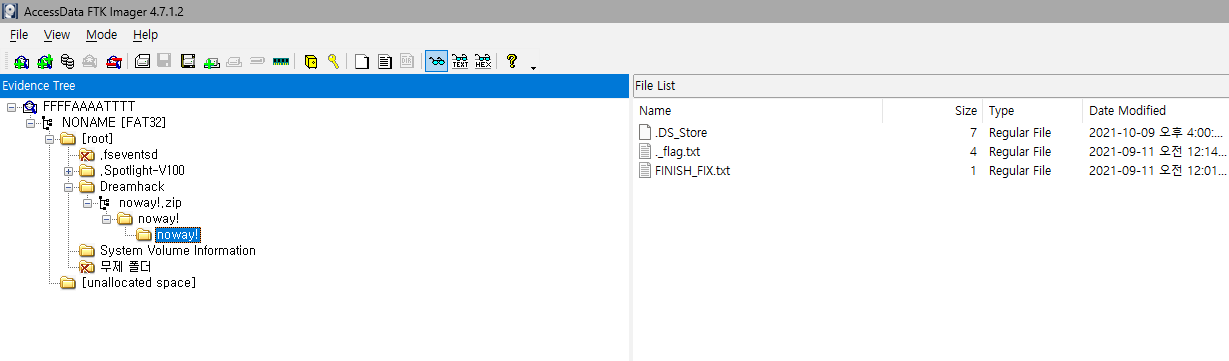 AccessData FTK Imager 4.7.1.2
File View Mode Help
TEXT HEX ?
Evidence Tree
FFFFAAAATTTT
NONAME [FAT32]
[root]
.fseventsd
.Spotlight-V100
Dreamhack
noway!.zip
noway!
noway!
System Volume Information
무제 폴더
[unallocated space]
File List
Name Size Type Date Modified
.DS_Store 7 Regular File 2021-10-09 오후 4:00:...
._flag.txt 4 Regular File 2021-09-11 오전 12:14...
FINISH_FIX.txt 1 Regular File 2021-09-11 오전 12:01...